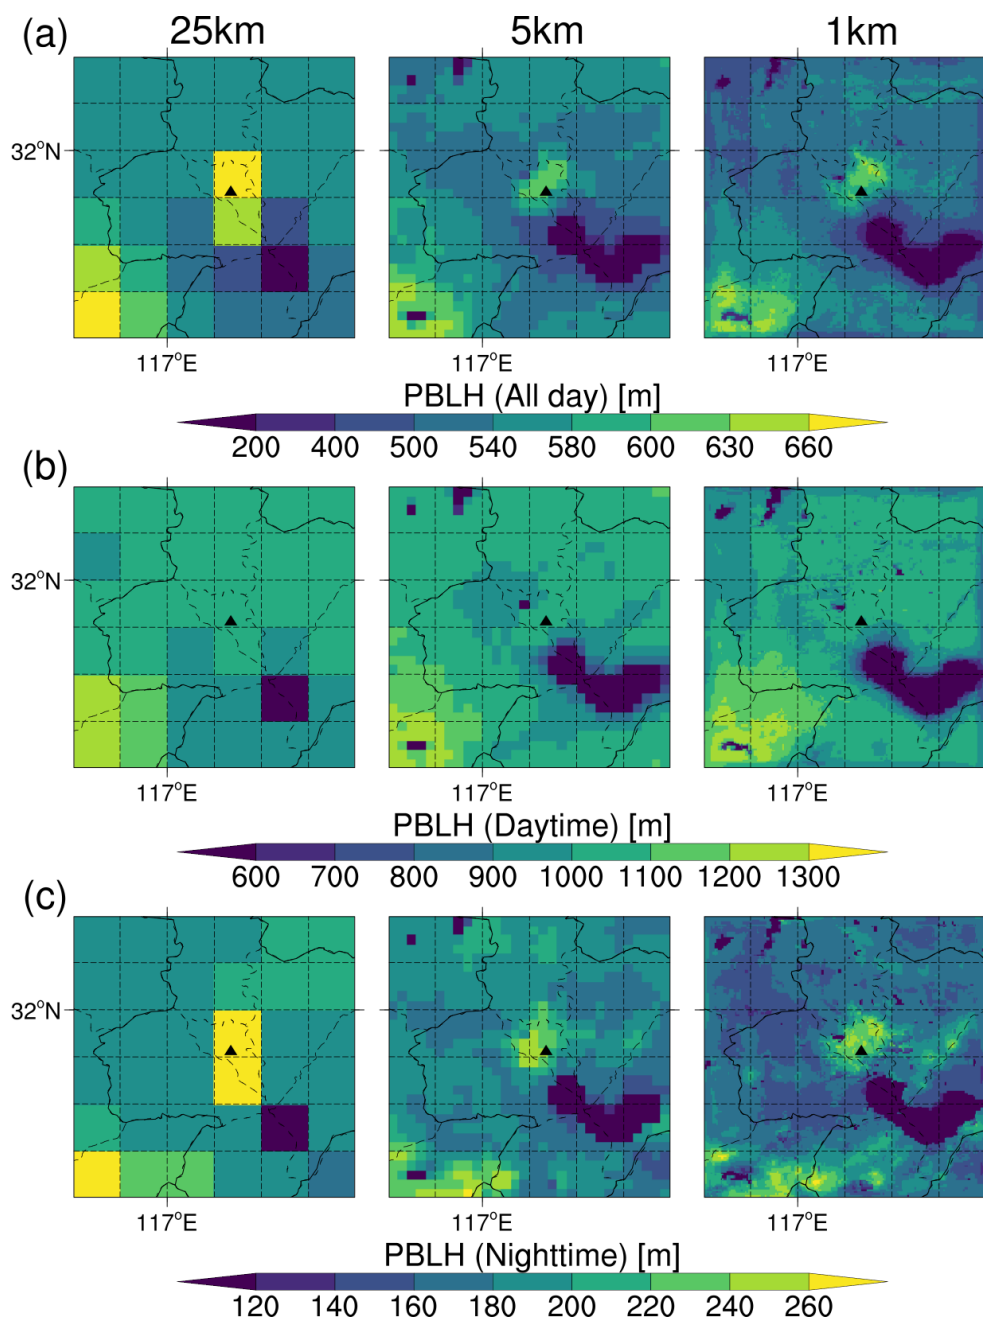 (a) 25km 5km 1km
32°N
117°E 117°E 117°E
PBLH (All day) [m]
200 400 500 540 580 600 630 660
(b)
32°N
117°E 117°E 117°E
PBLH (Daytime) [m]
600 700 800 900 1000 1100 1200 1300
(c)
32°N
117°E 117°E 117°E
PBLH (Nighttime) [m]
120 140 160 180 200 220 240 260